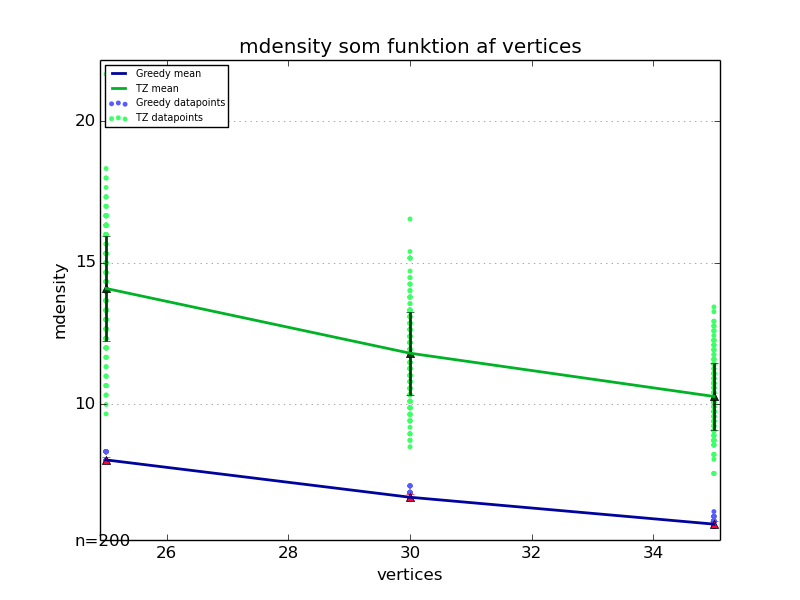 mdensity som funktion af vertices
Greedy mean
TZ mean
Greedy datapoints
TZ datapoints
20
15
10
mdensity
n=200
26 28 30 32 34
vertices